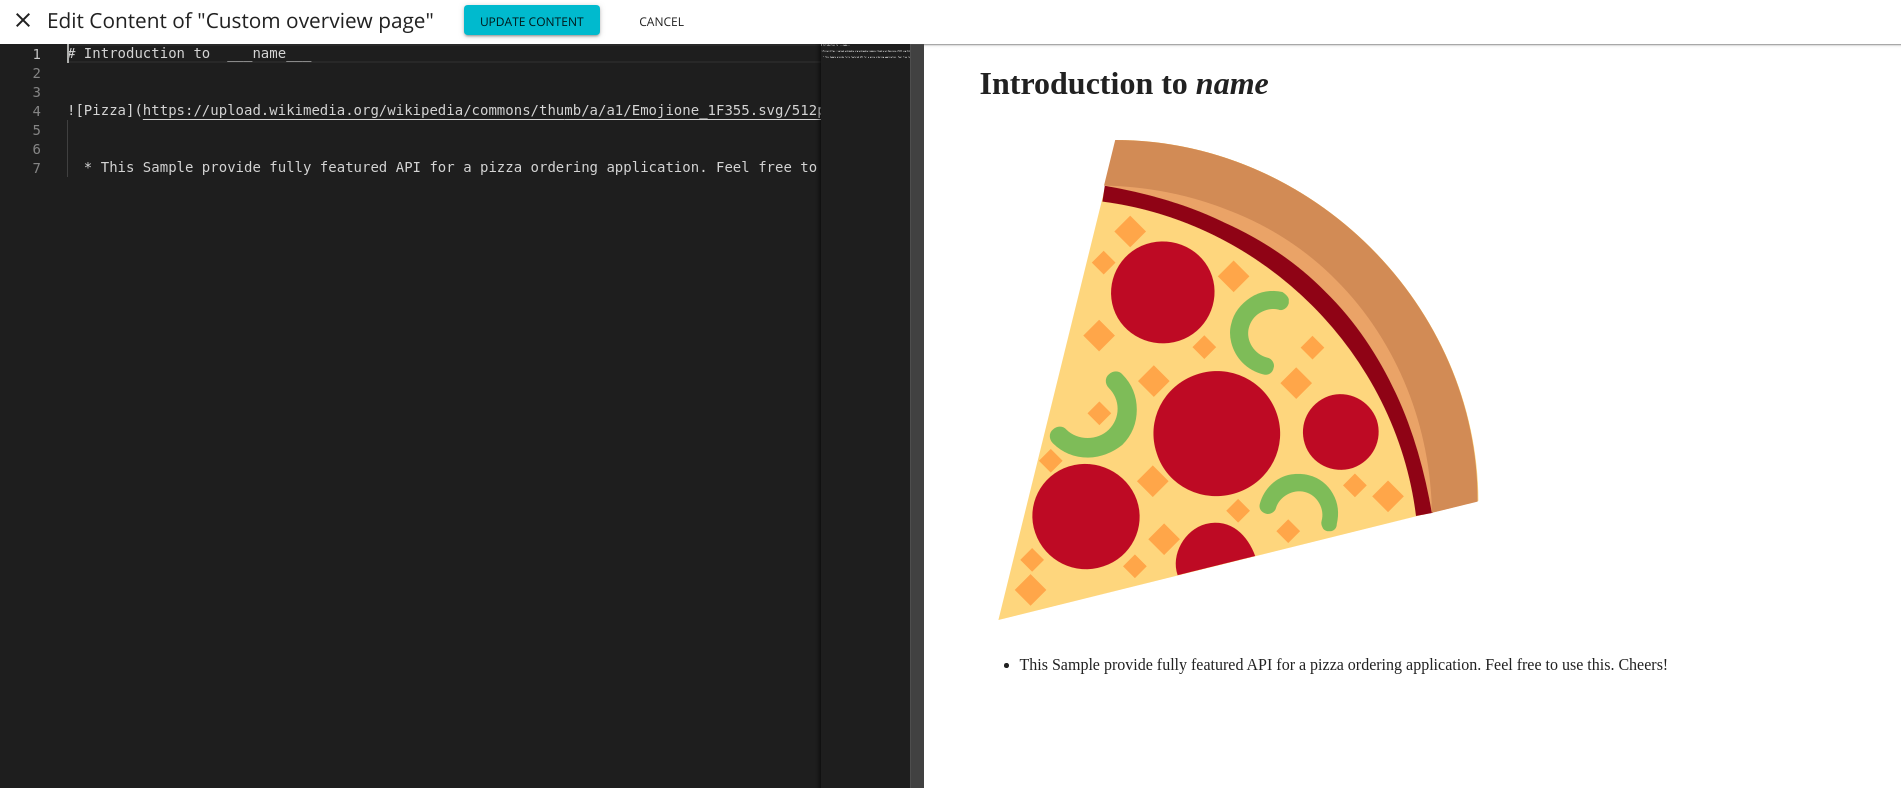 Edit Content of "Custom overview page"
UPDATE CONTENT
CANCEL
1 # Introduction to  ___name___
2
3
4 ![Pizza](https://upload.wikimedia.org/wikipedia/commons/thumb/a/a1/Emojione_1F355.svg/512p
5
6
7 * This Sample provide fully featured API for a pizza ordering application. Feel free to
Introduction to name
• This Sample provide fully featured API for a pizza ordering application. Feel free to use this. Cheers!